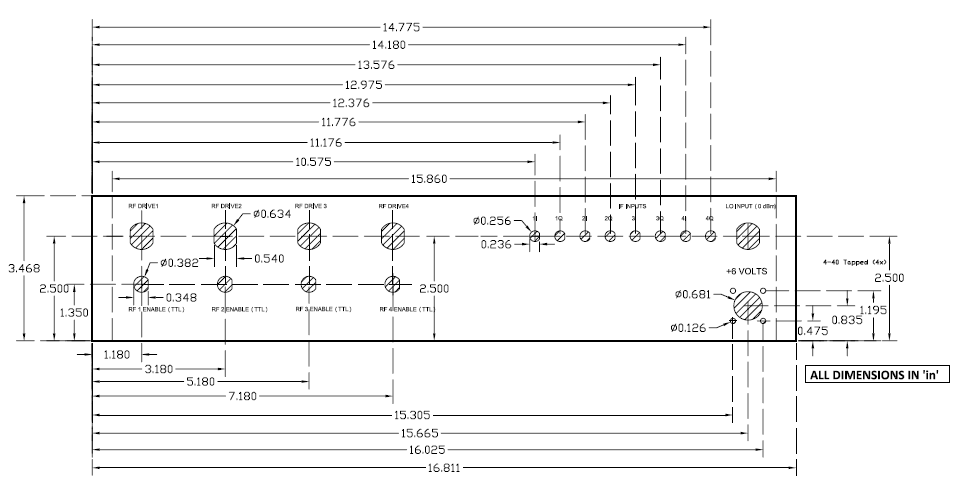 14.775
14.180
13.576
12.975
12.376
11.776
11.176
10.575
15.860
RF DRIVE1
RF DRIVE2
RF DRIVE 3
RF DRIVE4
IF INPUTS
LO INPUT (0 dBm)
Ø0.634
Ø0.256
1I
1Q
2I
2Q
3I
3Q
4I
4Q
0.236
3.468
2.500
Ø0.382
0.540
2.500
+6 VOLTS
4-40 Tapped (4x)
2.500
0.348
1.350
Ø0.681
1.195
0.835
0.475
RF 1 ENABLE (TTL)
RF 2 ENABLE (TTL)
RF 3 ENABLE (TTL)
RF 4 ENABLE (TTL)
Ø0.126
1.180
3.180
5.180
7.180
ALL DIMENSIONS IN 'in'
15.305
15.665
16.025
16.811